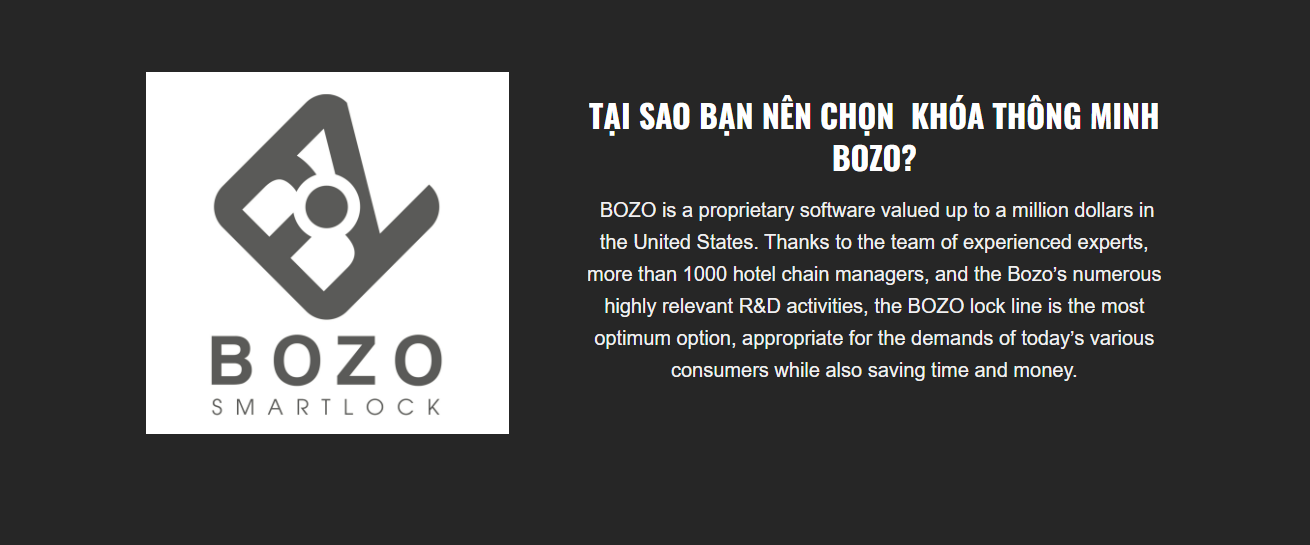 BOZO
SMARTLOCK
TẠI SAO BẠN NÊN CHỌN  KHÓA THÔNG MINH
BOZO?
BOZO is a proprietary software valued up to a million dollars in
the United States. Thanks to the team of experienced experts,
more than 1000 hotel chain managers, and the Bozo’s numerous
highly relevant R&D activities, the BOZO lock line is the most
optimum option, appropriate for the demands of today’s various
consumers while also saving time and money.